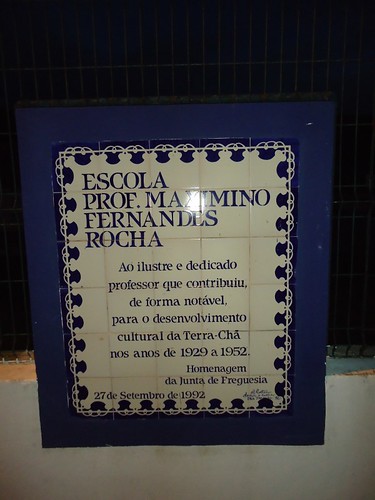 ESCOLA
PROF. MAXIMINO
FERNANDES
ROCHA
Ao ilustre e dedicado
professor que contribuiu,
de forma notável,
para o desenvolvimento
cultural da Terra-Chã
nos anos de 1929 a 1952.
Homenagem
da Junta de Freguesia
27 de Setembro de 1992